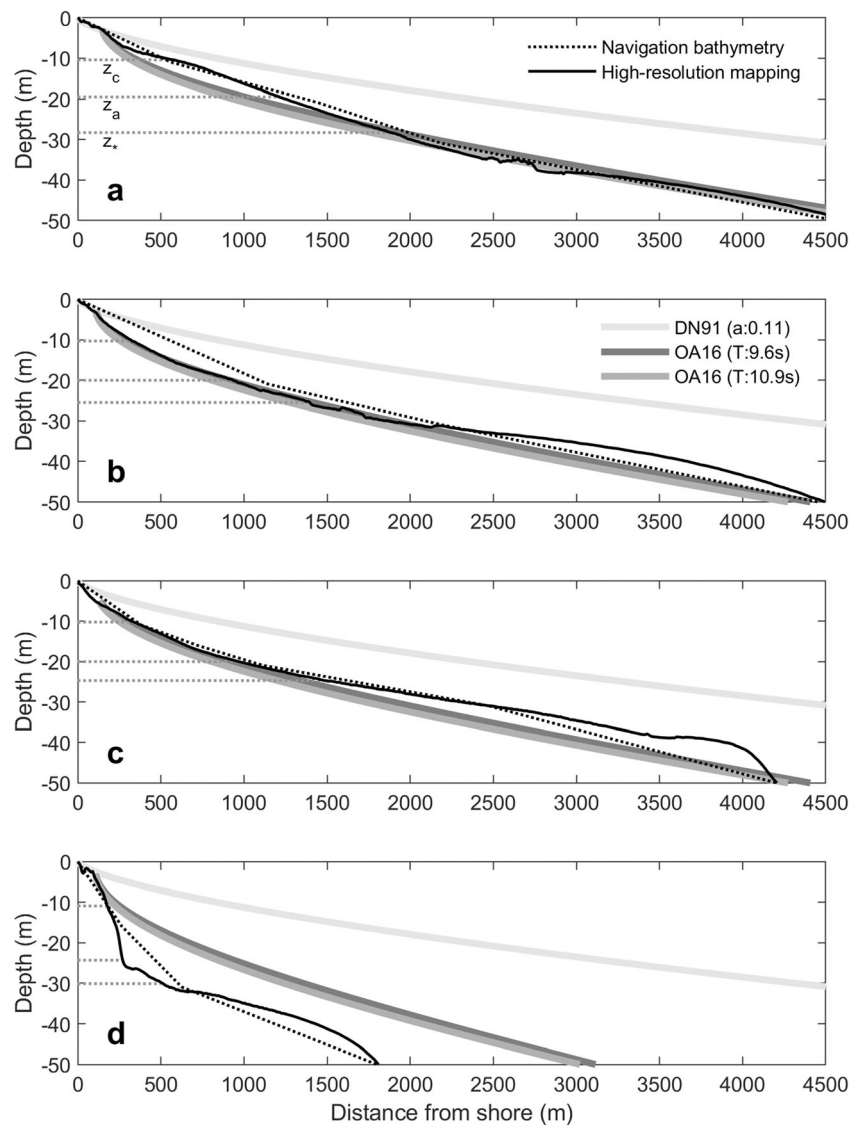 0
-10
-20
-30
-40
-50
Depth (m)
Navigation bathymetry
High-resolution mapping
z_c
z_a
z_*
a
0 500 1000 1500 2000 2500 3000 3500 4000 4500
0
-10
-20
-30
-40
-50
Depth (m)
DN91 (a:0.11)
OA16 (T:9.6s)
OA16 (T:10.9s)
b
0 500 1000 1500 2000 2500 3000 3500 4000 4500
0
-10
-20
-30
-40
-50
Depth (m)
c
0 500 1000 1500 2000 2500 3000 3500 4000 4500
0
-10
-20
-30
-40
-50
Depth (m)
d
0 500 1000 1500 2000 2500 3000 3500 4000 4500
Distance from shore (m)